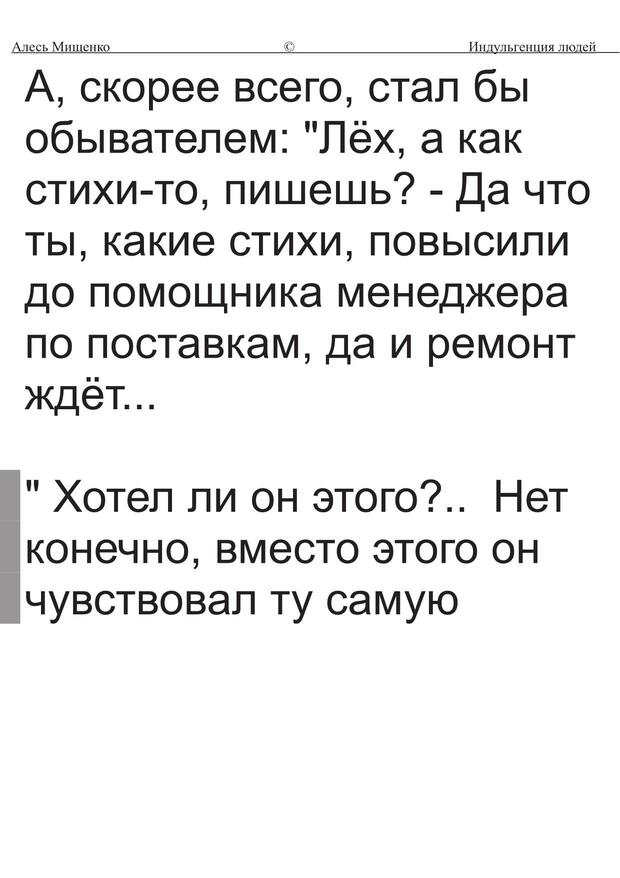 Алесь Мищенко © Индульгенция людей
А, скорее всего, стал бы
обывателем: "Лёх, а как
стихи-то, пишешь? - Да что
ты, какие стихи, повысили
до помощника менеджера
по поставкам, да и ремонт
ждёт...
" Хотел ли он этого?..  Нет
конечно, вместо этого он
чувствовал ту самую